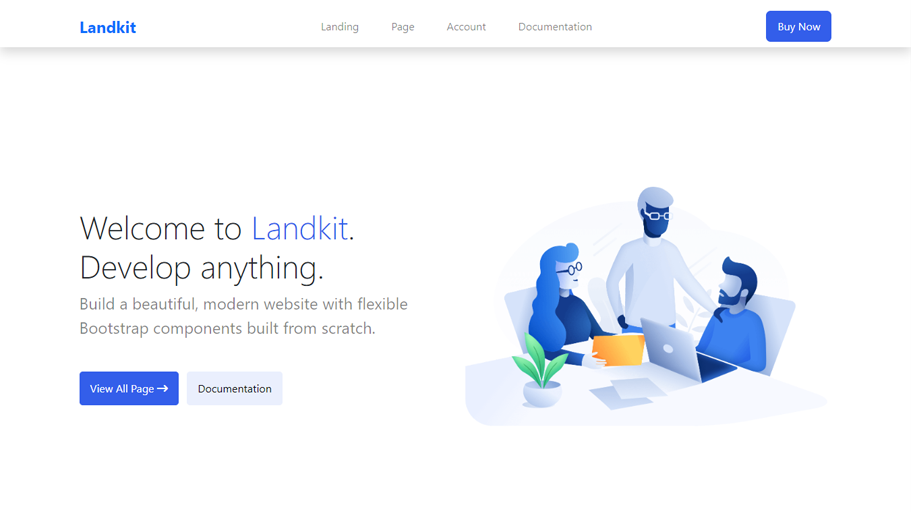 Landkit
Landing
Page
Account
Documentation
Buy Now
Welcome to Landkit.
Develop anything.
Build a beautiful, modern website with flexible
Bootstrap components built from scratch.
View All Page →
Documentation